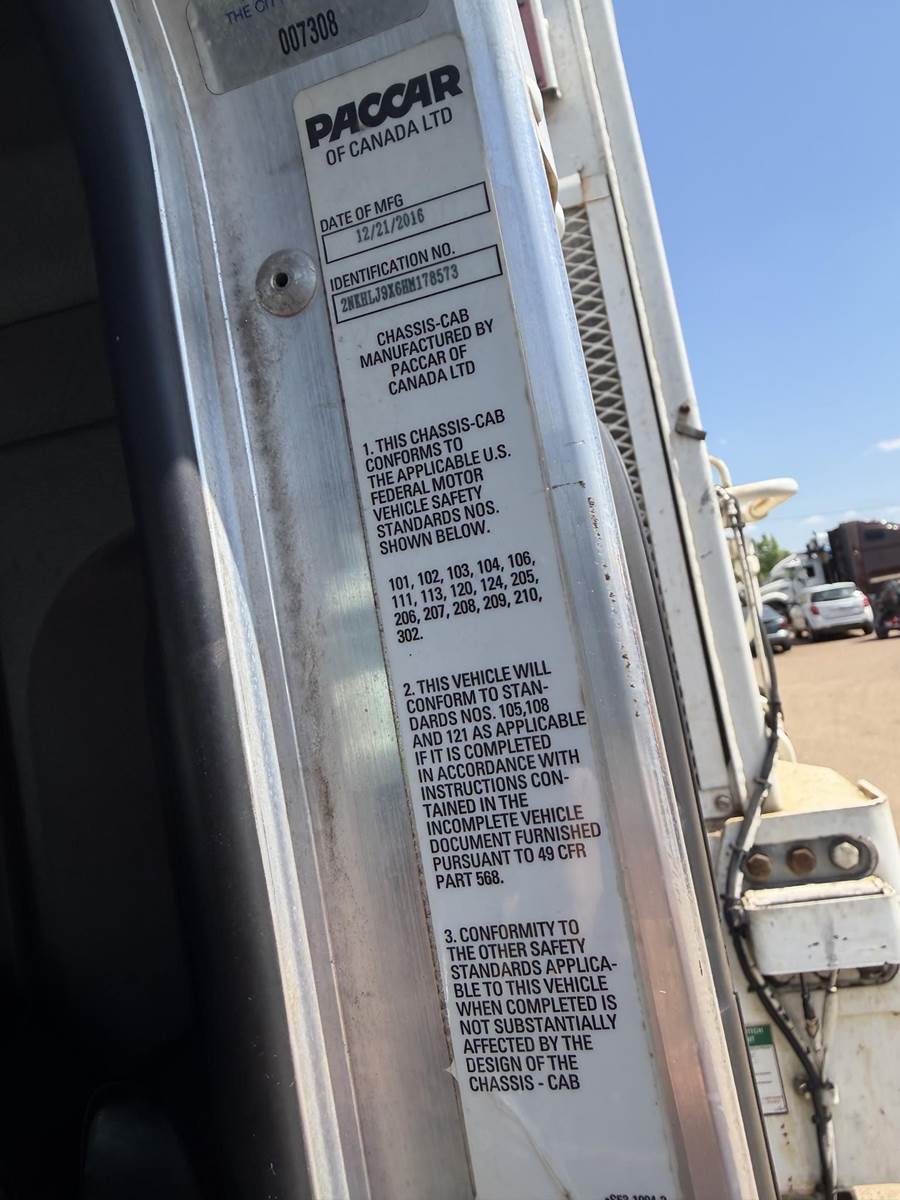 THE CITY
007308
PACCAR
OF CANADA LTD
DATE OF MFG
12/21/2016
IDENTIFICATION NO.
2NKHLJ9X6HM178573
CHASSIS-CAB
MANUFACTURED BY
PACCAR OF
CANADA LTD
1. THIS CHASSIS-CAB
CONFORMS TO
THE APPLICABLE U.S.
FEDERAL MOTOR
VEHICLE SAFETY
STANDARDS NOS.
SHOWN BELOW.
101, 102, 103, 104, 106,
111, 113, 120, 124, 205,
206, 207, 208, 209, 210,
302.
2. THIS VEHICLE WILL
CONFORM TO STAN-
DARDS NOS. 105,108
AND 121 AS APPLICABLE
IF IT IS COMPLETED
IN ACCORDANCE WITH
INSTRUCTIONS CON-
TAINED IN THE
INCOMPLETE VEHICLE
DOCUMENT FURNISHED
PURSUANT TO 49 CFR
PART 568.
3. CONFORMITY TO
THE OTHER SAFETY
STANDARDS APPLICA-
BLE TO THIS VEHICLE
WHEN COMPLETED IS
NOT SUBSTANTIALLY
AFFECTED BY THE
DESIGN OF THE
CHASSIS - CAB